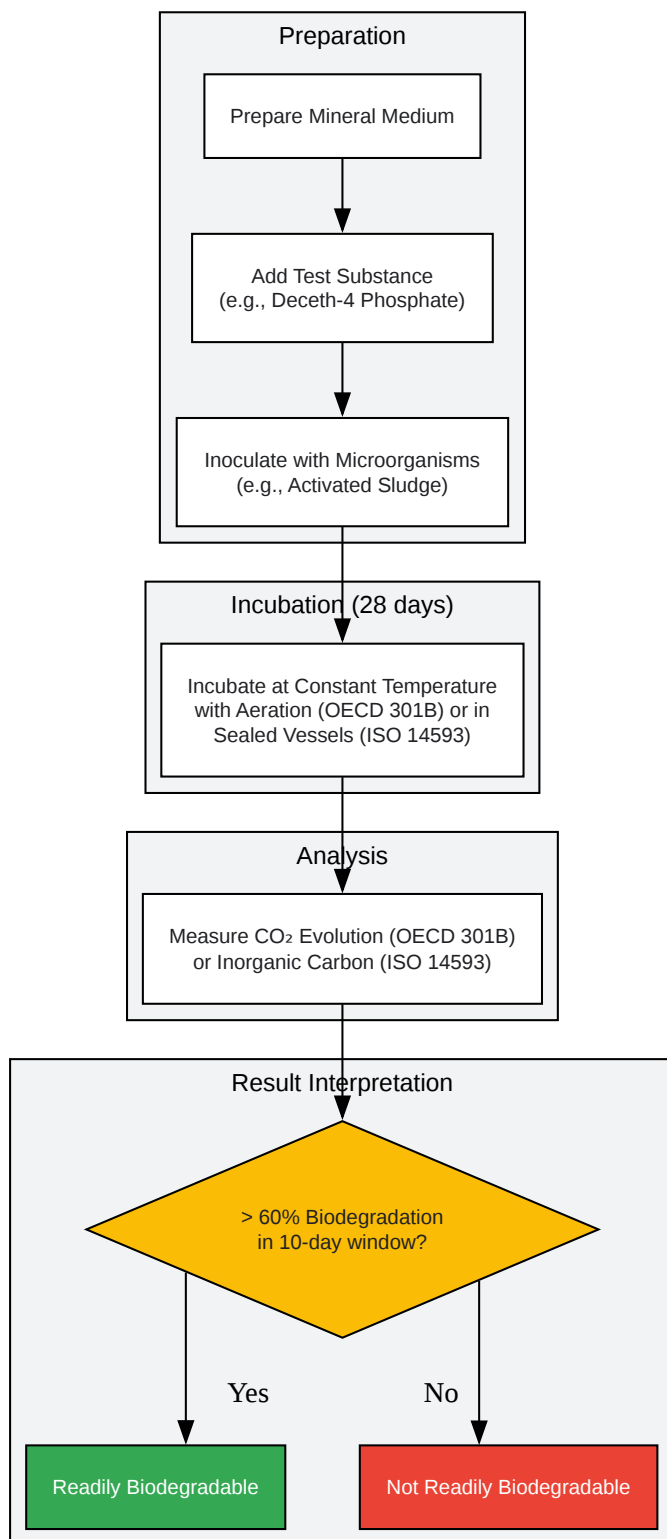 Preparation
Prepare Mineral Medium
Add Test Substance
(e.g., Deceth-4 Phosphate)
Inoculate with Microorganisms
(e.g., Activated Sludge)
Incubation (28 days)
Incubate at Constant Temperature
with Aeration (OECD 301B) or in
Sealed Vessels (ISO 14593)
Analysis
Measure CO₂ Evolution (OECD 301B)
or Inorganic Carbon (ISO 14593)
Result Interpretation
> 60% Biodegradation
in 10-day window?
Yes
No
Readily Biodegradable
Not Readily Biodegradable